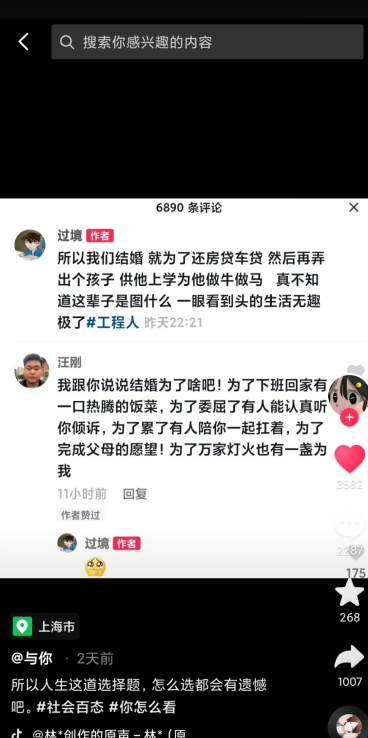 搜索你感兴趣的内容
6890 条评论
过境 作者
所以我们结婚 就为了还房贷车贷 然后再弄
出个孩子 供他上学为他做牛做马 真不知
道这辈子是图什么 一眼看到头的生活无趣
极了#工程人 昨天22:21
汪刚
我跟你说说结婚为了啥吧！为了下班回家有
一口热腾的饭菜，为了委屈了有人能认真听
你倾诉，为了累了有人陪你一起扛着，为了
完成父母的愿望！为了万家灯火也有一盏为
我
11小时前 回复
作者赞过
过境 作者
3682
2287
175
268
1007
上海市
@与你 · 2天前
所以人生这道选择题，怎么选都会有遗憾
吧。#社会百态 #你怎么看
@林*创作的原声 – 林* (原